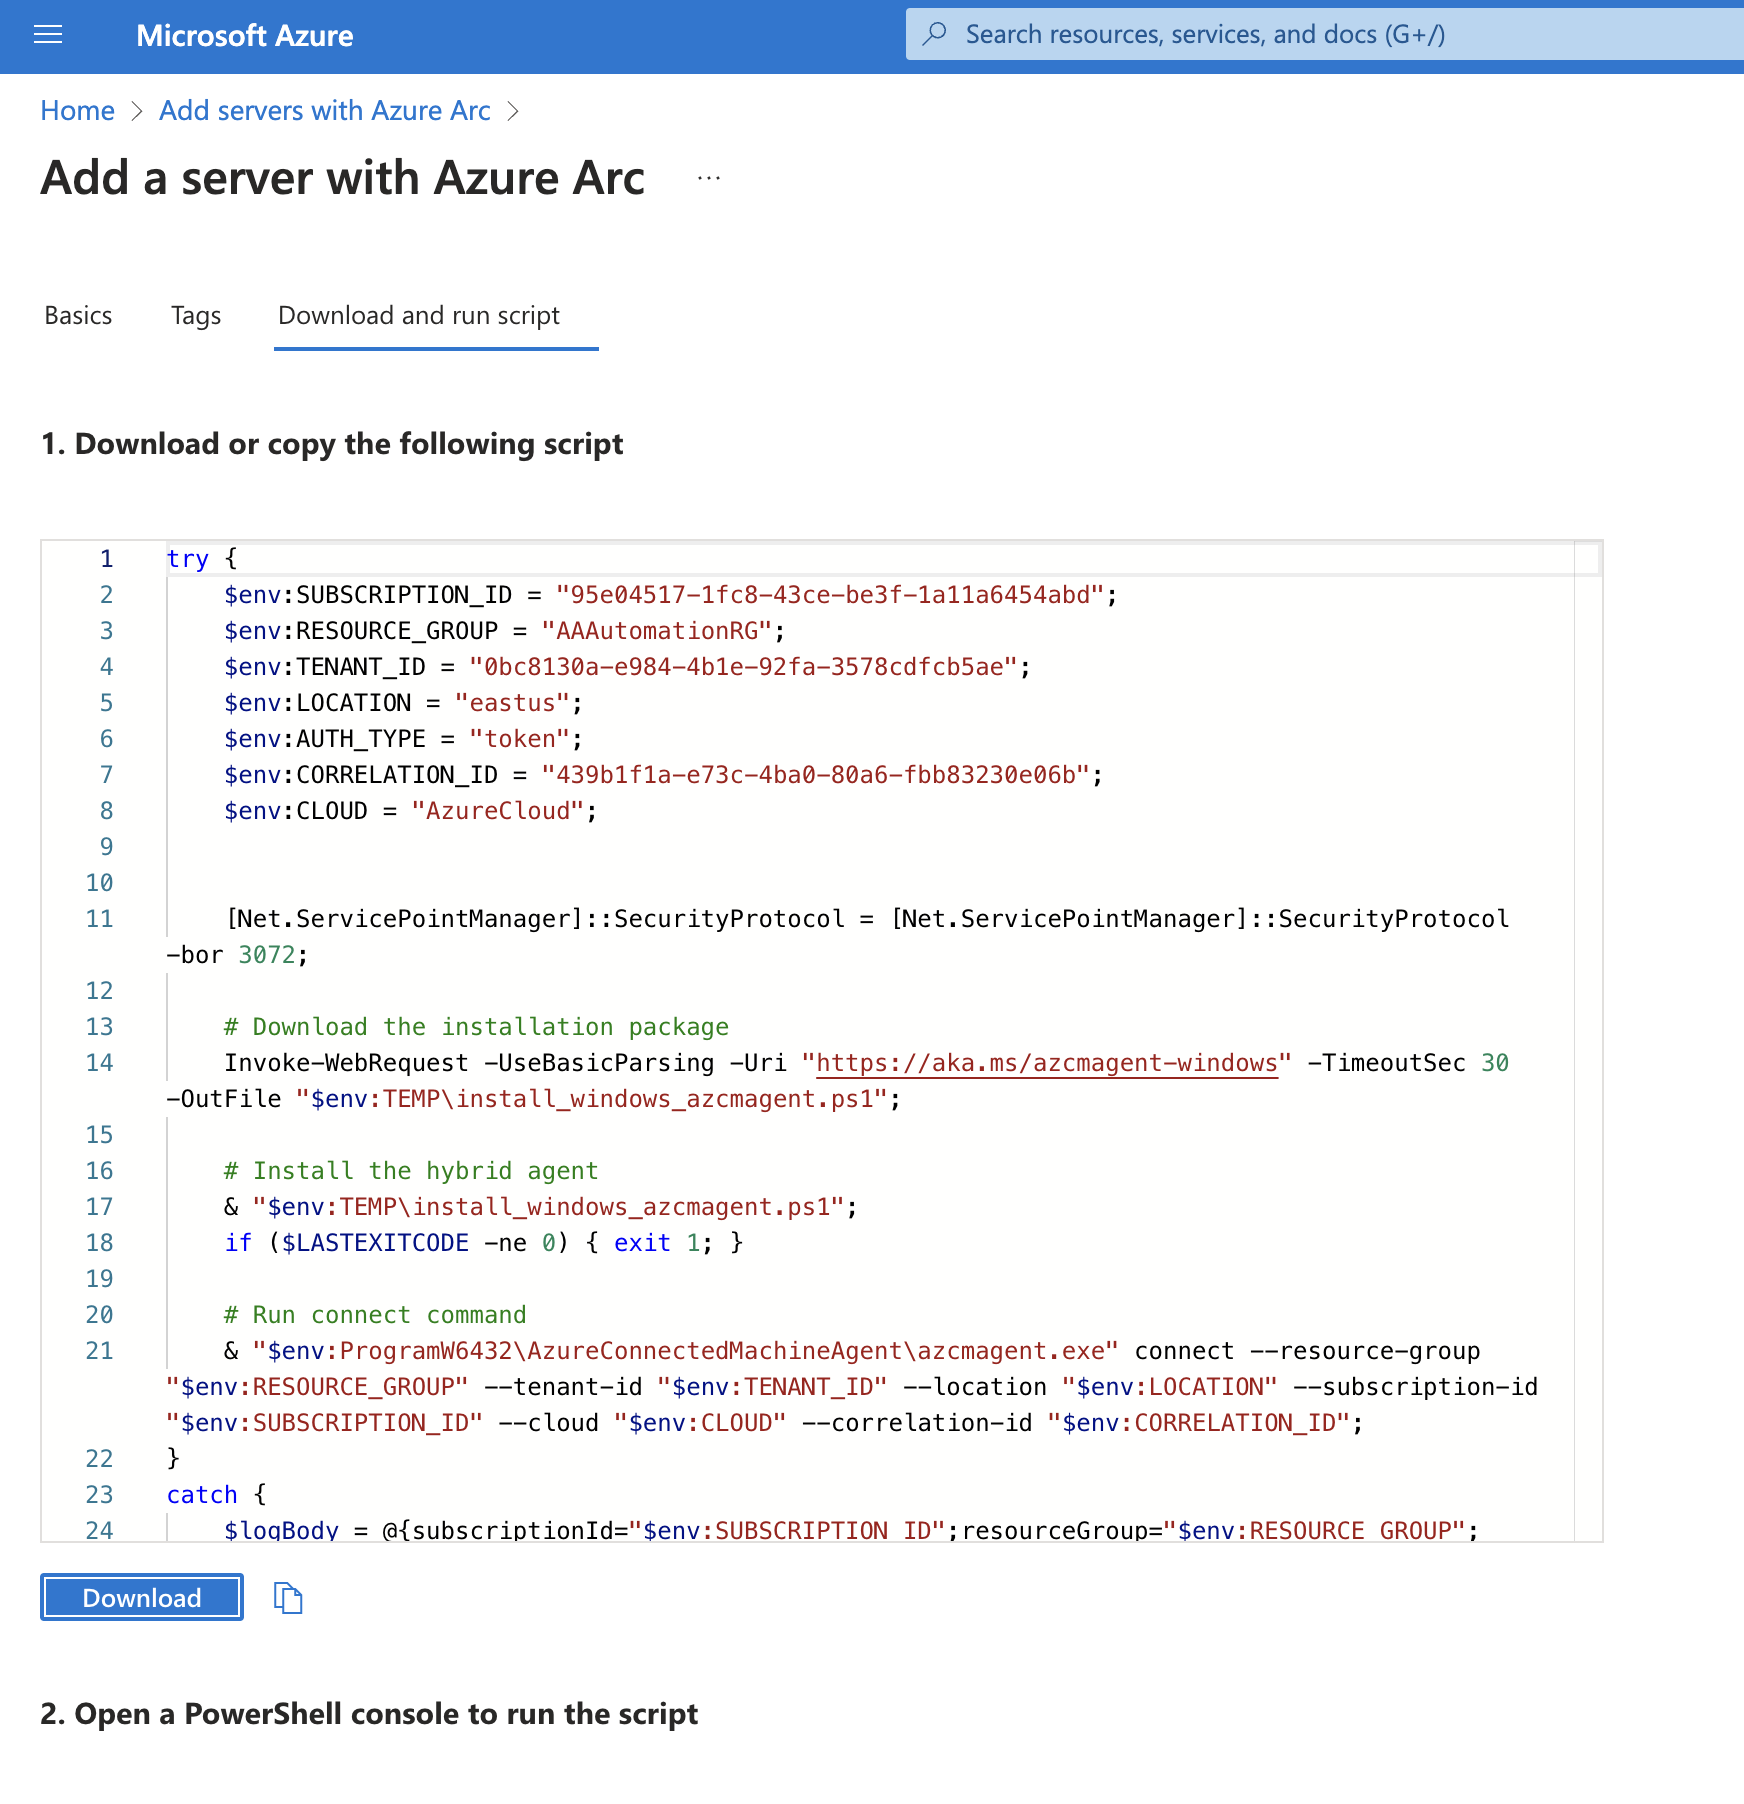 Microsoft Azure
Search resources, services, and docs (G+/)
Home > Add servers with Azure Arc >
Add a server with Azure Arc ...
Basics Tags Download and run script
1. Download or copy the following script
1 try {
2 $env:SUBSCRIPTION_ID = "95e04517-1fc8-43ce-be3f-1a11a6454abd";
3 $env:RESOURCE_GROUP = "AAAutomationRG";
4 $env:TENANT_ID = "0bc8130a-e984-4b1e-92fa-3578cdfcb5ae";
5 $env:LOCATION = "eastus";
6 $env:AUTH_TYPE = "token";
7 $env:CORRELATION_ID = "439b1f1a-e73c-4ba0-80a6-fbb83230e06b";
8 $env:CLOUD = "AzureCloud";
9
10
11 [Net.ServicePointManager]::SecurityProtocol = [Net.ServicePointManager]::SecurityProtocol
-bor 3072;
12
13 # Download the installation package
14 Invoke-WebRequest -UseBasicParsing -Uri "https://aka.ms/azcmagent-windows" -TimeoutSec 30
-OutFile "$env:TEMP\install_windows_azcmagent.ps1";
15
16 # Install the hybrid agent
17 & "$env:TEMP\install_windows_azcmagent.ps1";
18 if ($LASTEXITCODE -ne 0) { exit 1; }
19
20 # Run connect command
21 & "$env:ProgramW6432\AzureConnectedMachineAgent\azcmagent.exe" connect --resource-group
"$env:RESOURCE_GROUP" --tenant-id "$env:TENANT_ID" --location "$env:LOCATION" --subscription-id
"$env:SUBSCRIPTION_ID" --cloud "$env:CLOUD" --correlation-id "$env:CORRELATION_ID";
22 }
23 catch {
24 $logBody = @{subscriptionId="$env:SUBSCRIPTION_ID";resourceGroup="$env:RESOURCE_GROUP";
Download
2. Open a PowerShell console to run the script